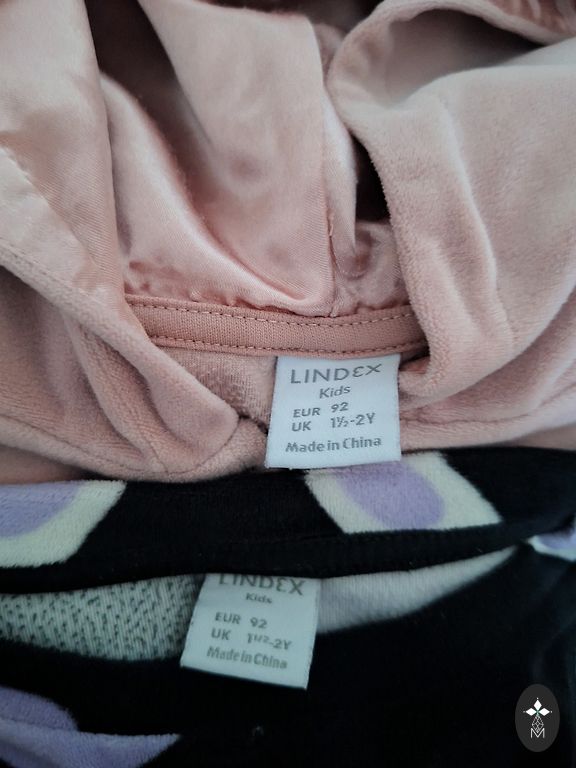 LINDEX
Kids
EUR 92
UK 1½-2Y
Made in China
LINDEX
Kids
EUR 92
UK 1½-2Y
Made in China
M